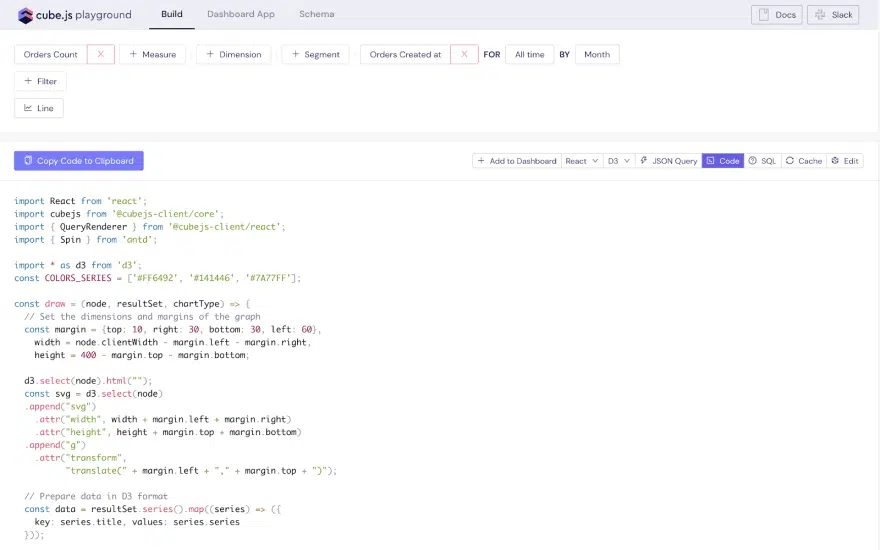 cube.js playground Build Dashboard App Schema Docs Slack
Orders Count X + Measure + Dimension + Segment Orders Created at X FOR All time BY Month
+ Filter
Line
Copy Code to Clipboard + Add to Dashboard React D3 JSON Query Code SQL Cache Edit
import React from 'react';
import cubejs from '@cubejs-client/core';
import { QueryRenderer } from '@cubejs-client/react';
import { Spin } from 'antd';
import * as d3 from 'd3';
const COLORS_SERIES = ['#FF6492', '#141446', '#7A77FF'];
const draw = (node, resultSet, chartType) => {
// Set the dimensions and margins of the graph
const margin = {top: 10, right: 30, bottom: 30, left: 60},
width = node.clientWidth - margin.left - margin.right,
height = 400 - margin.top - margin.bottom;
d3.select(node).html("");
const svg = d3.select(node)
.append("svg")
.attr("width", width + margin.left + margin.right)
.attr("height", height + margin.top + margin.bottom)
.append("g")
.attr("transform",
"translate(" + margin.left + "," + margin.top + ")");
// Prepare data in D3 format
const data = resultSet.series().map((series) => ({
key: series.title, values: series.series
}));